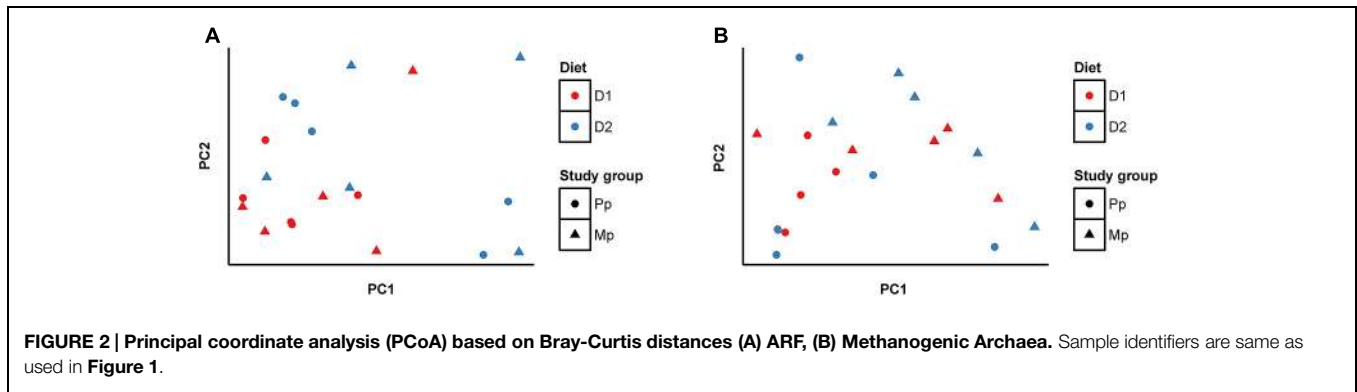 A
PC2
PC1
Diet
D1
D2
Study group
Pp
Mp
B
PC2
PC1
Diet
D1
D2
Study group
Pp
Mp
FIGURE 2 | Principal coordinate analysis (PCoA) based on Bray-Curtis distances (A) ARF, (B) Methanogenic Archaea. Sample identifiers are same as
used in Figure 1.